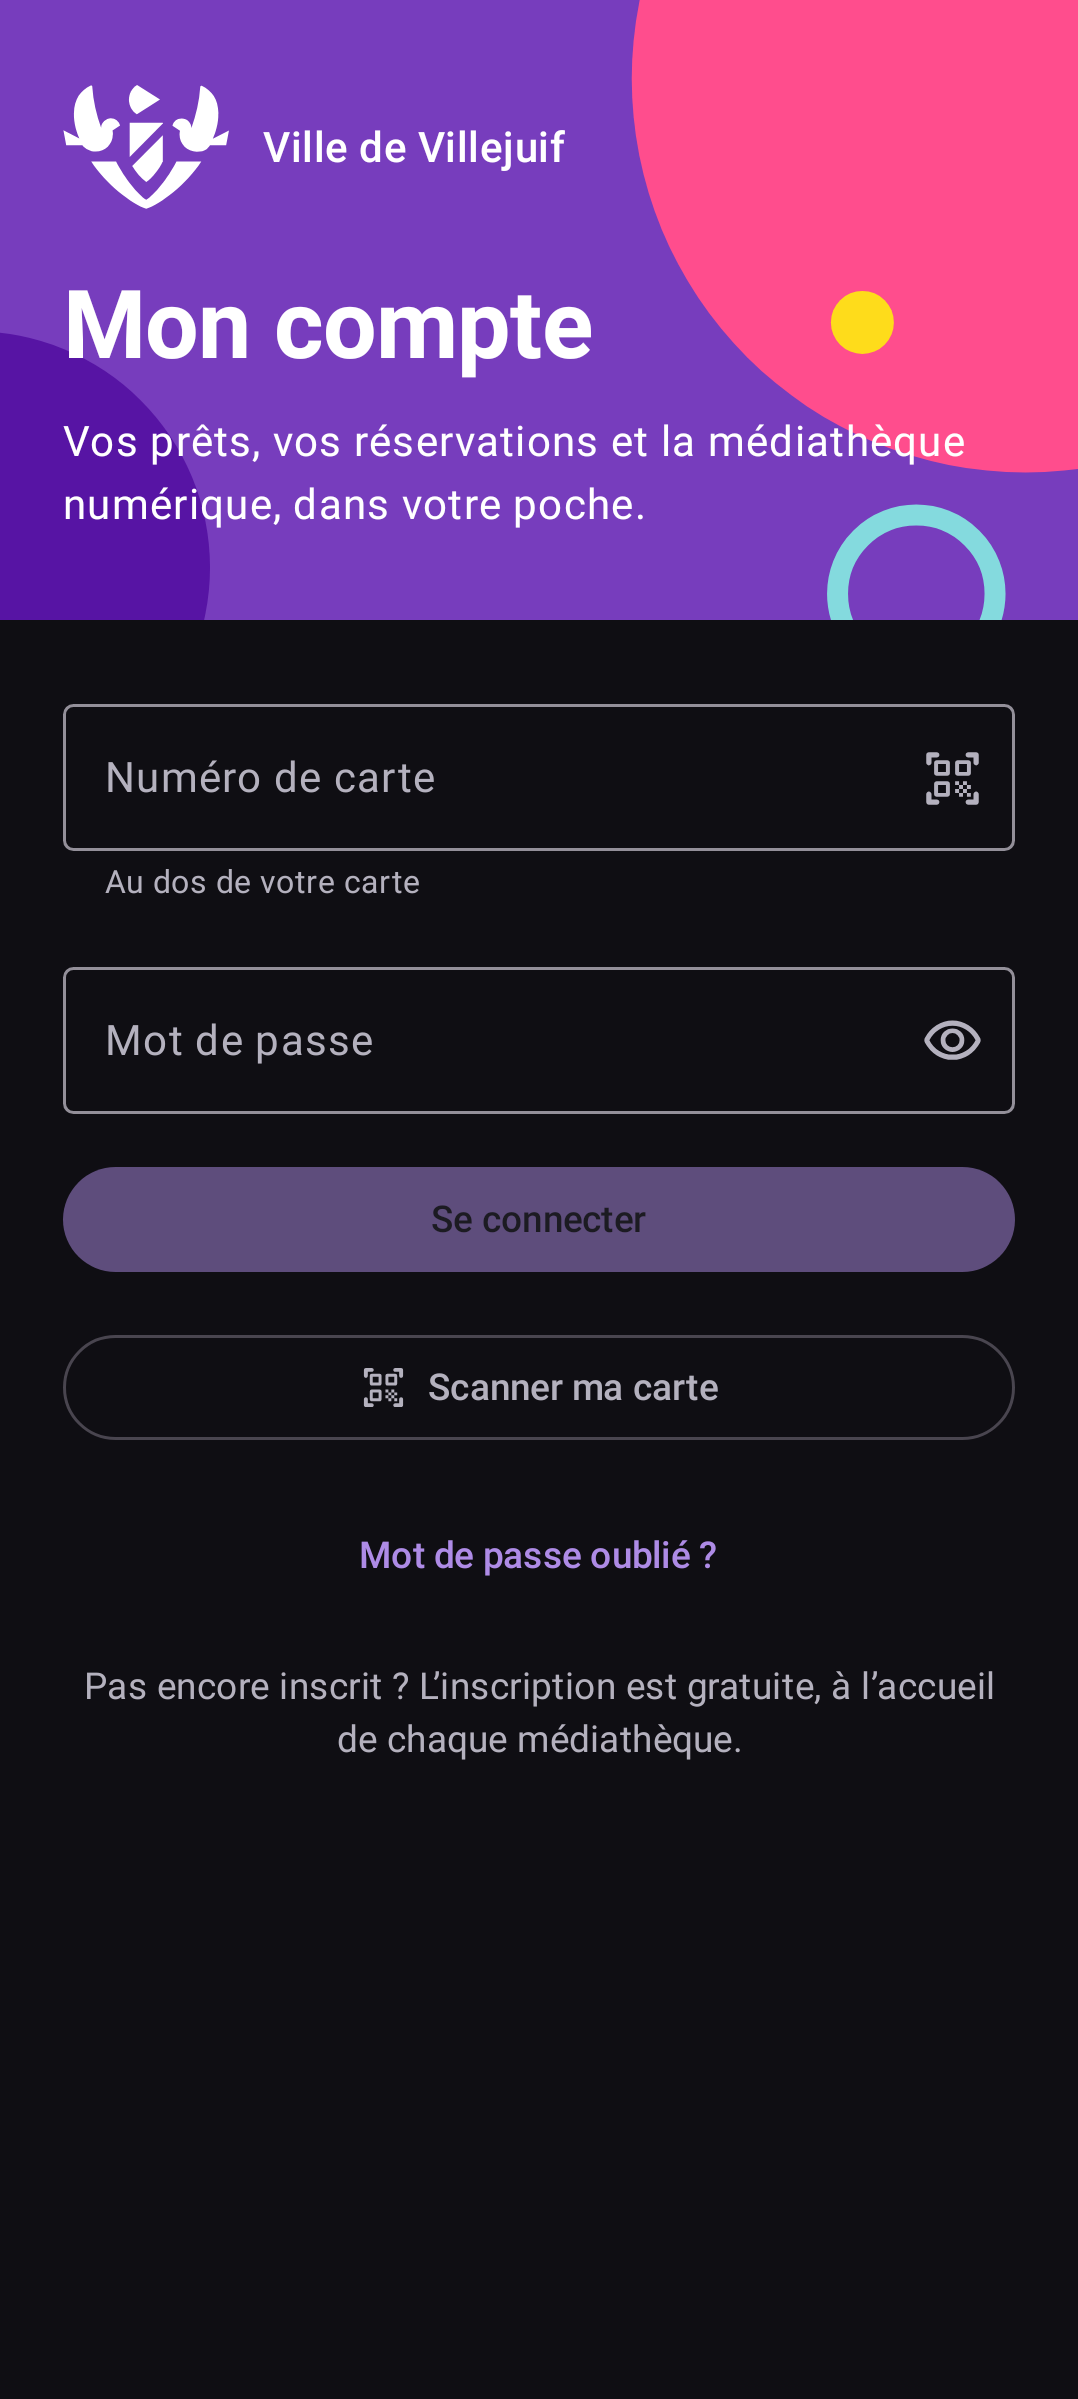 Ville de Villejuif
Mon compte
Vos prêts, vos réservations et la médiathèque
numérique, dans votre poche.
Numéro de carte
Au dos de votre carte
Mot de passe
Se connecter
Scanner ma carte
Mot de passe oublié ?
Pas encore inscrit ? L’inscription est gratuite, à l’accueil
de chaque médiathèque.